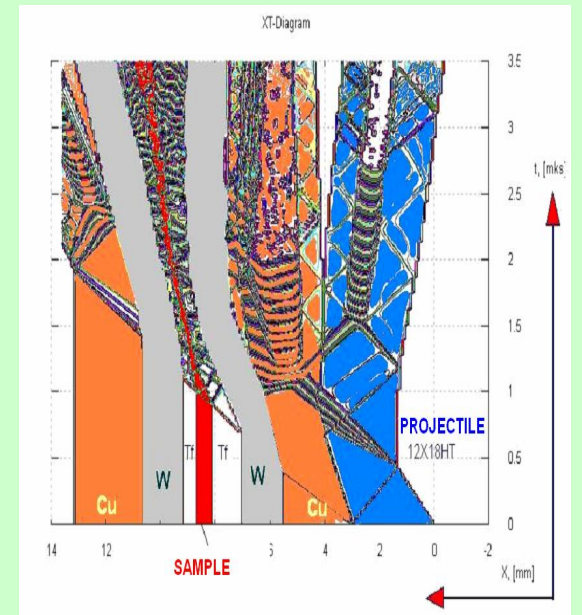 XT-Diagram
3.5
3
t, [mks]
2.5
2
1.5
1
PROJECTILE
12X18HT
0.5
Tf
Tf
W
W
Cu
Cu
0
14
12
6
4
2
0
-2
SAMPLE
X, [mm]